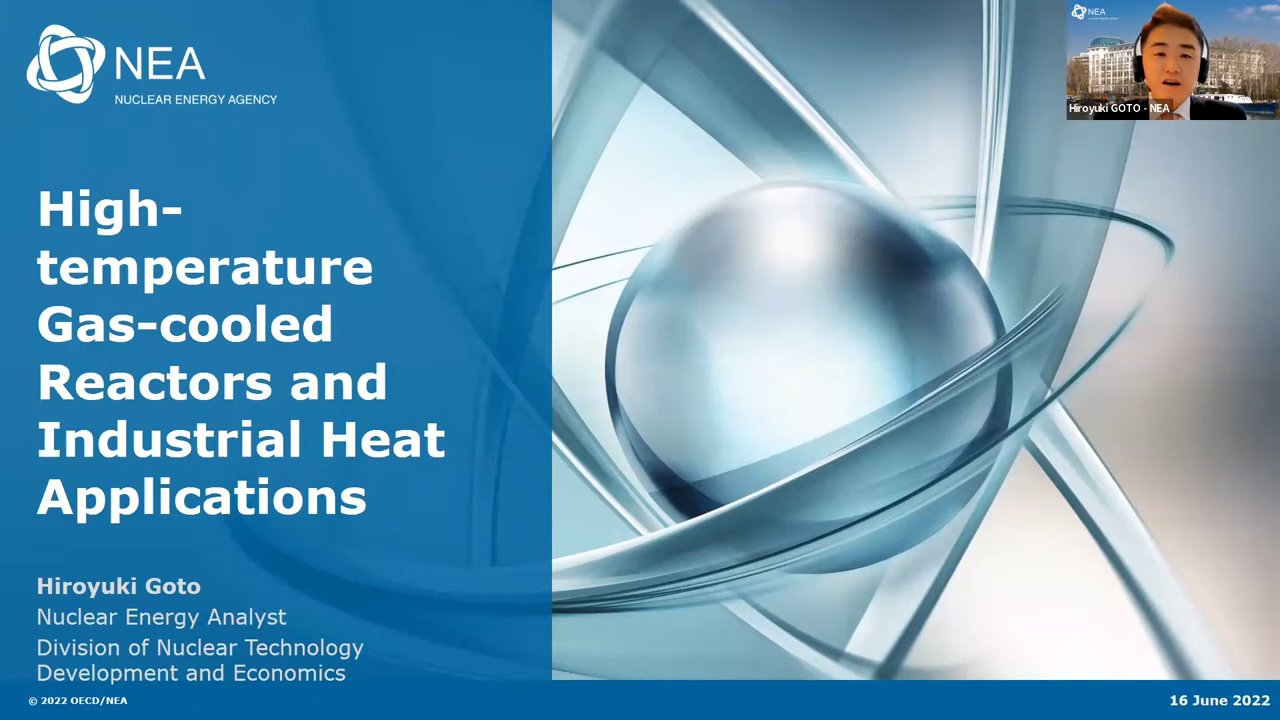 NEA
NUCLEAR ENERGY AGENCY
High-
temperature
Gas-cooled
Reactors and
Industrial Heat
Applications
Hiroyuki Goto
Nuclear Energy Analyst
Division of Nuclear Technology
Development and Economics
© 2022 OECD/NEA
16 June 2022
NEA
Hiroyuki GOTO - NEA